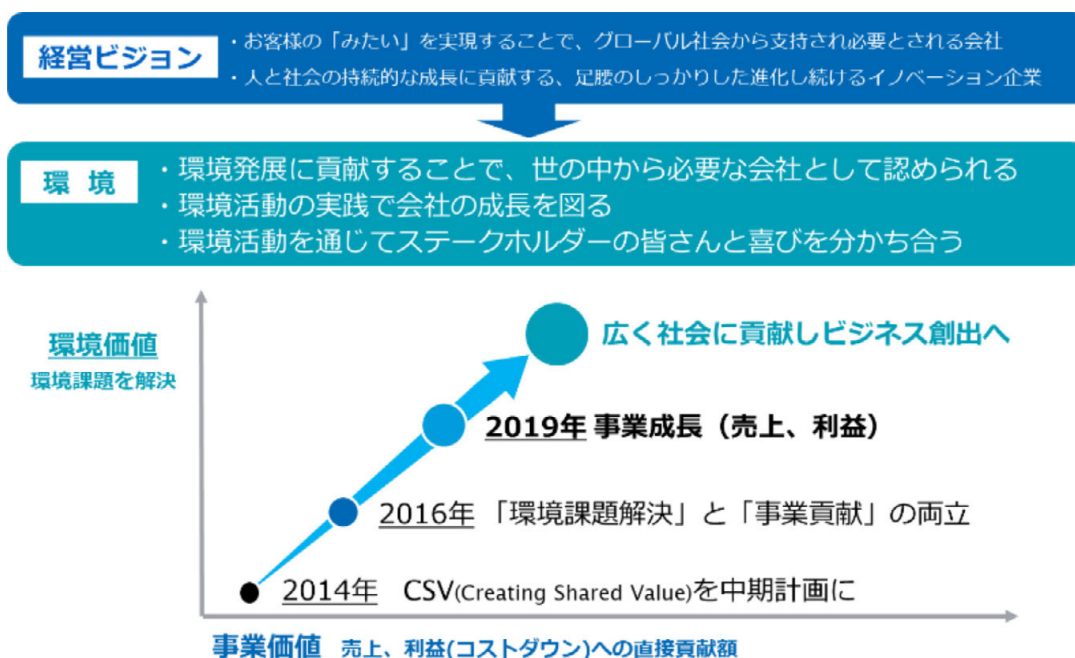 経営ビジョン
・お客様の「みたい」を実現することで、グローバル社会から支持され必要とされる会社
・人と社会の持続的な成長に貢献する、足腰のしっかりした進化し続けるイノベーション企業
環 境
・環境発展に貢献することで、世の中から必要な会社として認められる
・環境活動の実践で会社の成長を図る
・環境活動を通じてステークホルダーの皆さんと喜びを分かち合う
環境価値
環境課題を解決
広く社会に貢献しビジネス創出へ
2019年 事業成長（売上、利益）
2016年 「環境課題解決」と「事業貢献」の両立
2014年 CSV(Creating Shared Value)を中期計画に
事業価値 売上、利益(コストダウン)への直接貢献額